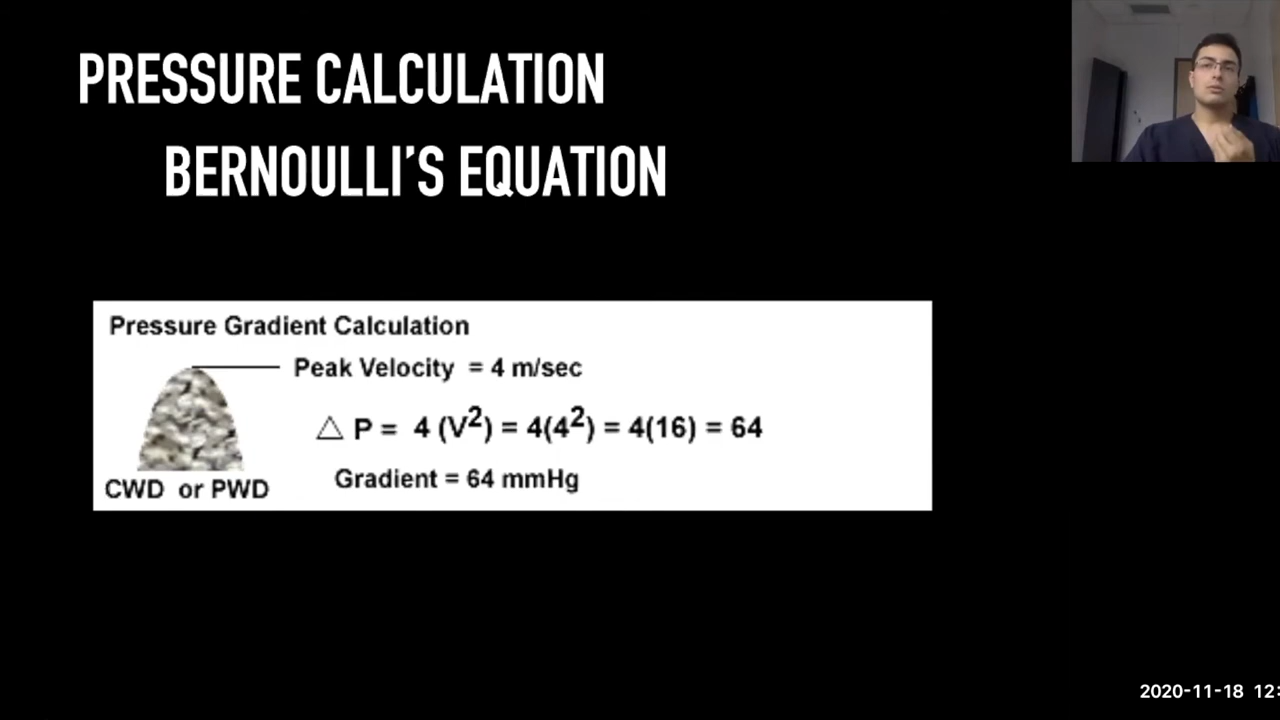 PRESSURE CALCULATION
BERNOULLI'S EQUATION
Pressure Gradient Calculation
Peak Velocity = 4 m/sec
△ P = 4 (V²) = 4(4²) = 4(16) = 64
Gradient = 64 mmHg
CWD or PWD
2020-11-18 12: